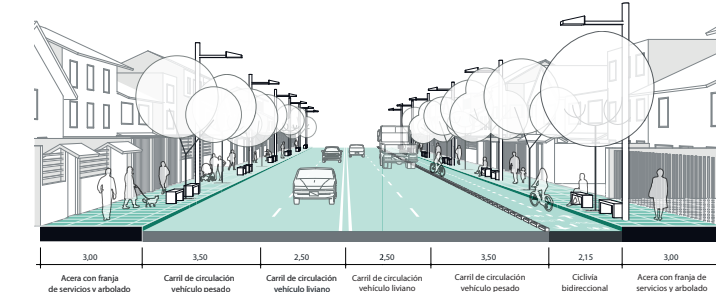 3,00
3,50
2,50
2,50
3,50
2,15
3,00
Acera con franja
de servicios y arbolado
Carril de circulación
vehículo pesado
Carril de circulación
vehículo liviano
Carril de circulación
vehículo liviano
Carril de circulación
vehículo pesado
Ciclivía
bidireccional
Acera con franja de
servicios y arbolado